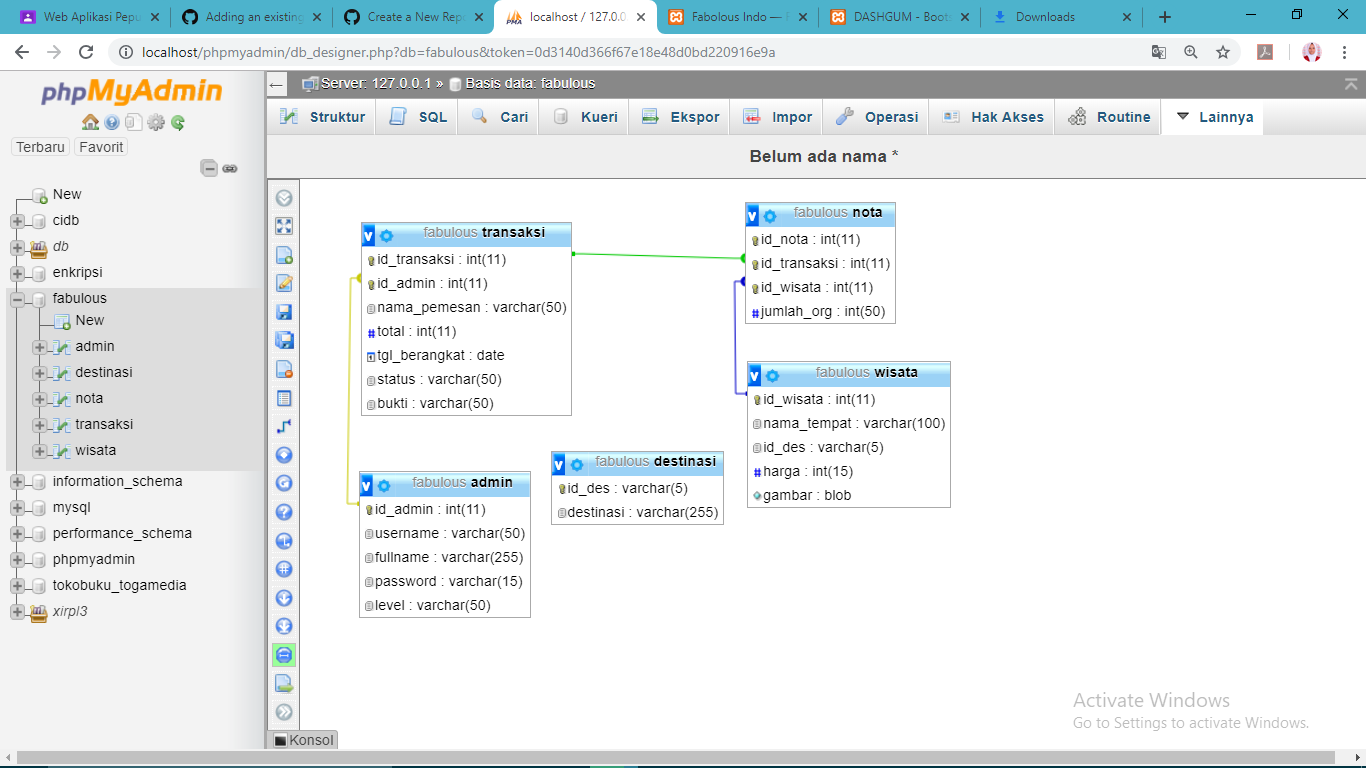 Web Aplikasi Pepu
Adding an existing
Create a New Rep
localhost / 127.0.0
Fabolous Indo —
DASHGUM - Boot
Downloads
localhost/phpmyadmin/db_designer.php?db=fabulous&token=0d3140d366f67e18e48d0bd220916e9a
phpMyAdmin
Terbaru
Favorit
New
cidb
db
enkripsi
fabulous
New
admin
destinasi
nota
transaksi
wisata
information_schema
mysql
performance_schema
phpmyadmin
tokobuku_togamedia
xirpl3
Server: 127.0.0.1 » Basis data: fabulous
Struktur
SQL
Cari
Kueri
Ekspor
Impor
Operasi
Hak Akses
Routine
Lainnya
Belum ada nama *
v fabulous transaksi
id_transaksi : int(11)
id_admin : int(11)
nama_pemesan : varchar(50)
# total : int(11)
tgl_berangkat : date
status : varchar(50)
bukti : varchar(50)
v fabulous nota
id_nota : int(11)
id_transaksi : int(11)
id_wisata : int(11)
# jumlah_org : int(50)
v fabulous wisata
id_wisata : int(11)
nama_tempat : varchar(100)
id_des : varchar(5)
# harga : int(15)
gambar : blob
v fabulous destinasi
id_des : varchar(5)
destinasi : varchar(255)
v fabulous admin
id_admin : int(11)
username : varchar(50)
fullname : varchar(255)
password : varchar(15)
level : varchar(50)
Konsol
Activate Windows
Go to Settings to activate Windows.